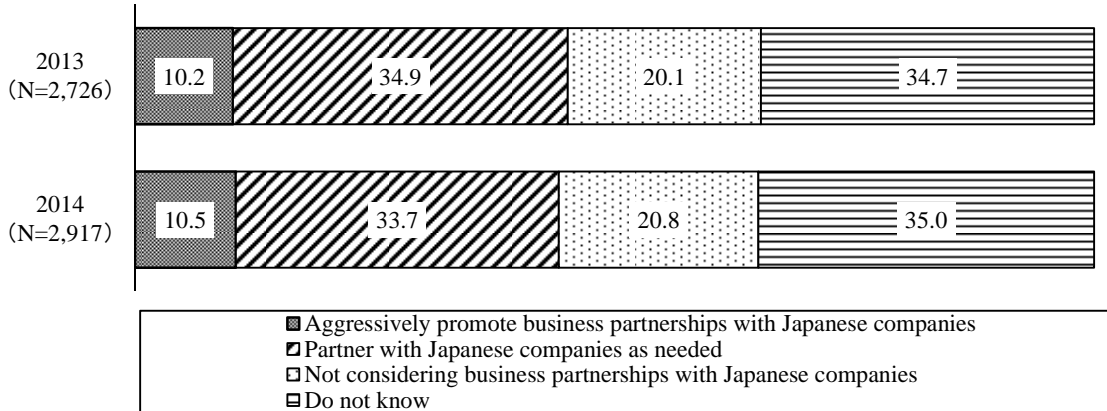 2013
（N=2,726）
10.2
34.9
20.1
34.7
2014
（N=2,917）
10.5
33.7
20.8
35.0
Aggressively promote business partnerships with Japanese companies
Partner with Japanese companies as needed
Not considering business partnerships with Japanese companies
Do not know